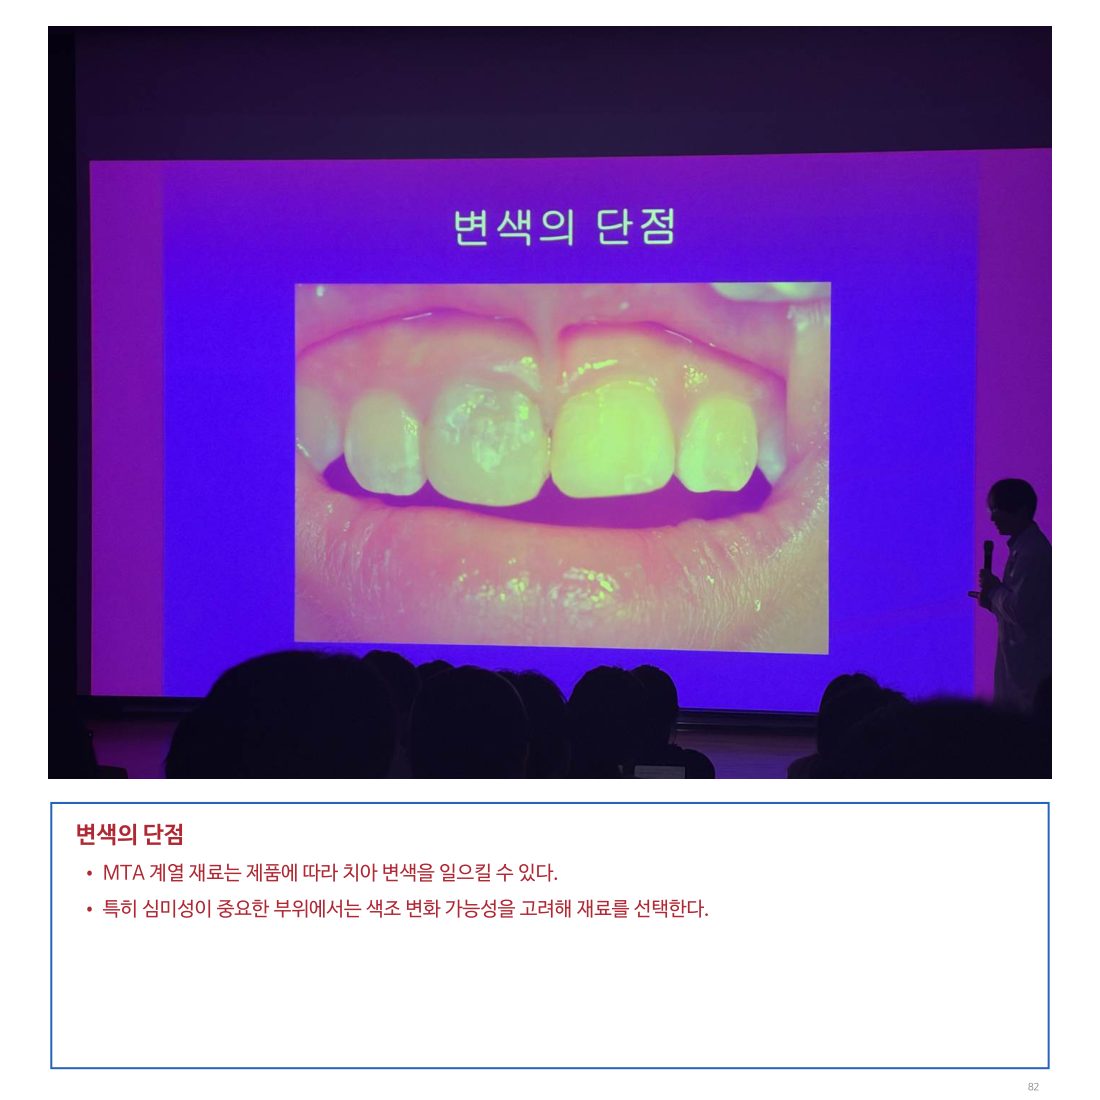 변색의 단점
변색의 단점
• MTA 계열 재료는 제품에 따라 치아 변색을 일으킬 수 있다.
• 특히 심미성이 중요한 부위에서는 색조 변화 가능성을 고려해 재료를 선택한다.
82